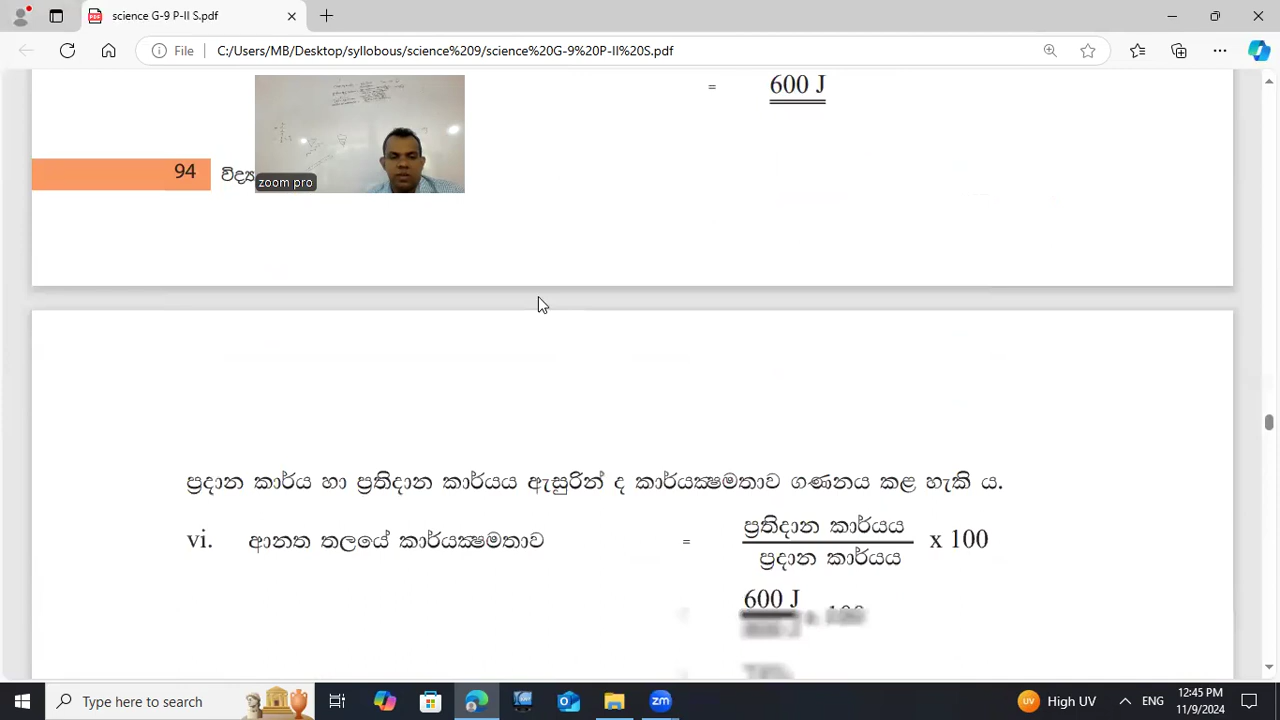 science G-9 P-II S.pdf
File C:/Users/MB/Desktop/syllobous/science%209/science%20G-9%20P-II%20S.pdf
= 600 J
94
zoom pro
ප්‍රදාන කාර්ය හා ප්‍රතිදාන කාර්යය ඇසුරින් ද කාර්යක්‍ෂමතාව ගණනය කළ හැකි ය.
vi. ආනත තලයේ කාර්යක්‍ෂමතාව = ප්‍රතිදාන කාර්යය
ප්‍රදාන කාර්යය x 100
600 J
Type here to search
High UV
ENG
12:45 PM
11/9/2024